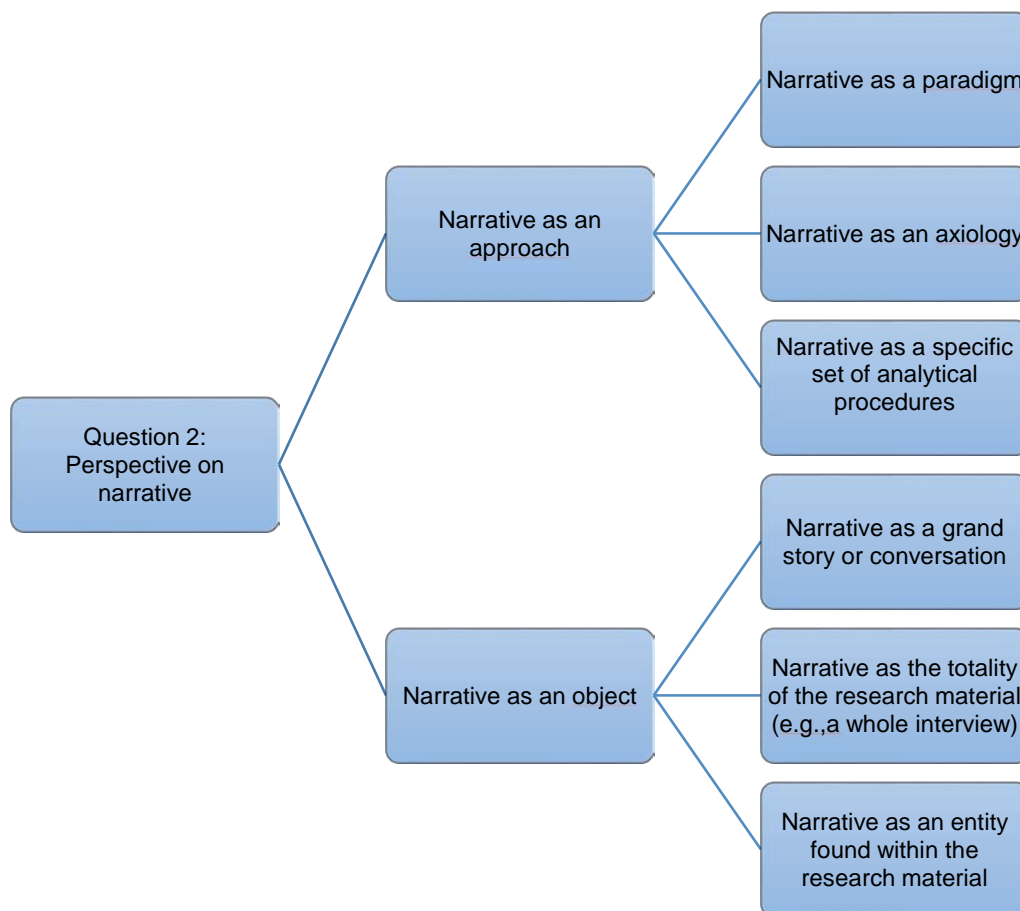 Narrative as a paradigm
Narrative as an
approach
Narrative as an axiology
Narrative as a specific
set of analytical
procedures
Question 2:
Perspective on
narrative
Narrative as a grand
story or conversation
Narrative as an object
Narrative as the totality
of the research material
(e.g.,a whole interview)
Narrative as an entity
found within the
research material